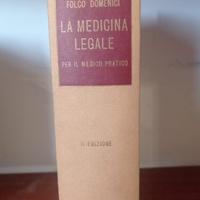 FOLCO DOMENICI
LA MEDICINA
LEGALE
PER IL MEDICO PRATICO
II EDIZIONE